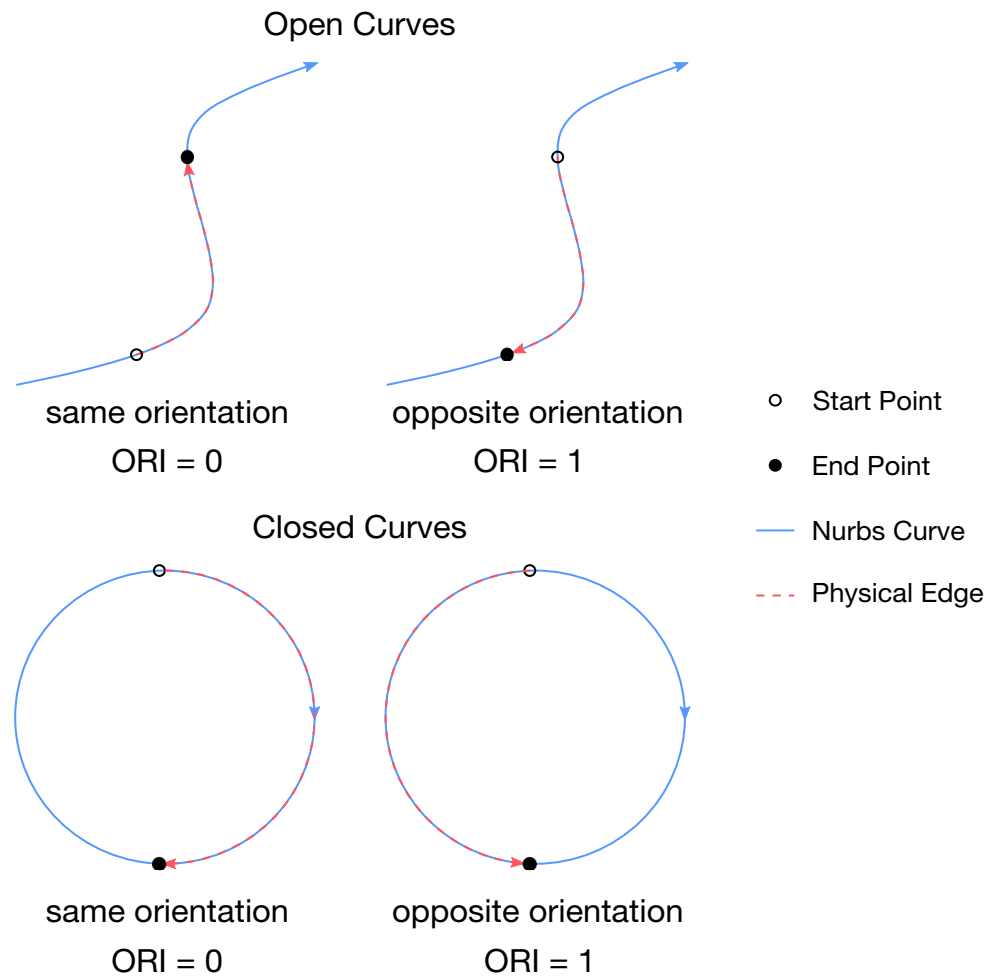 Open Curves
same orientation
ORI = 0
opposite orientation
ORI = 1
Start Point
End Point
Nurbs Curve
Physical Edge
Closed Curves
same orientation
ORI = 0
opposite orientation
ORI = 1